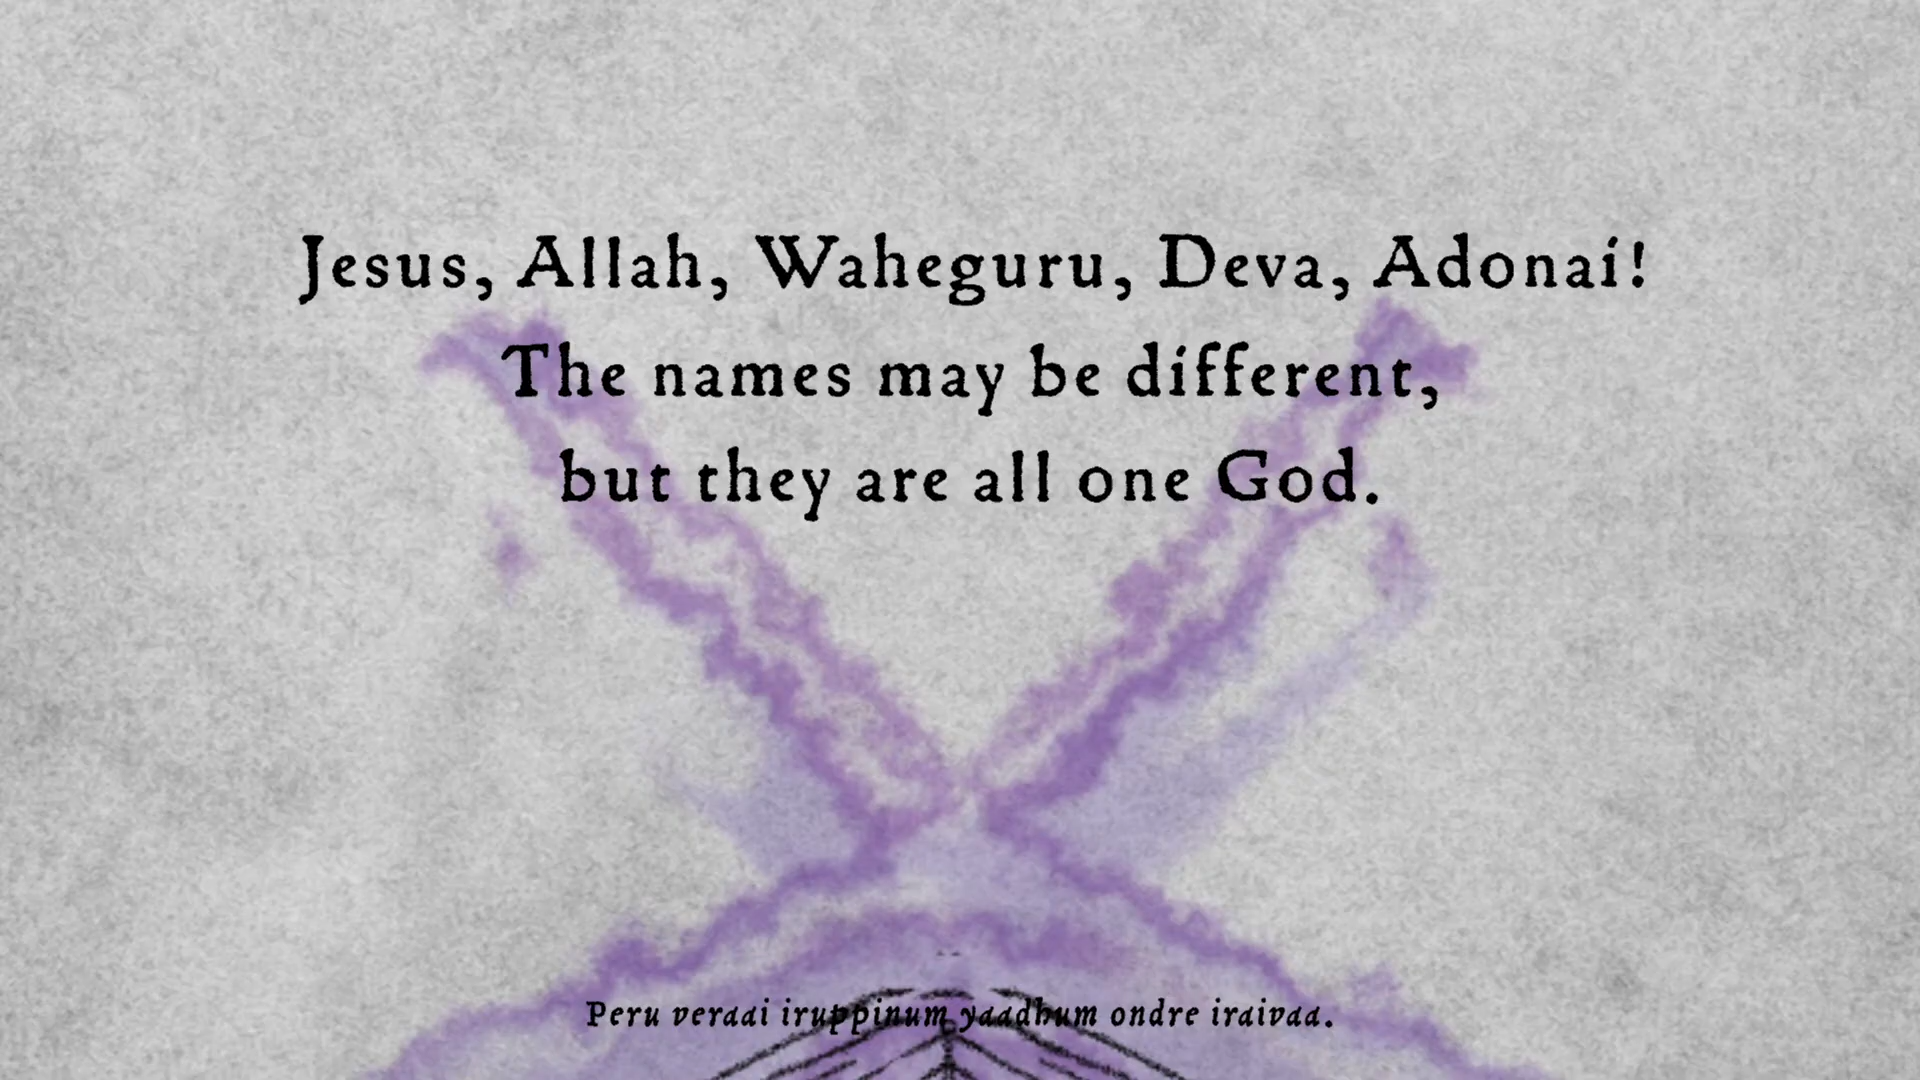 Jesus, Allah, Waheguru, Deva, Adonai!
The names may be different,
but they are all one God.
Peru veraai iruppinum yaadhum ondre iraivaa.